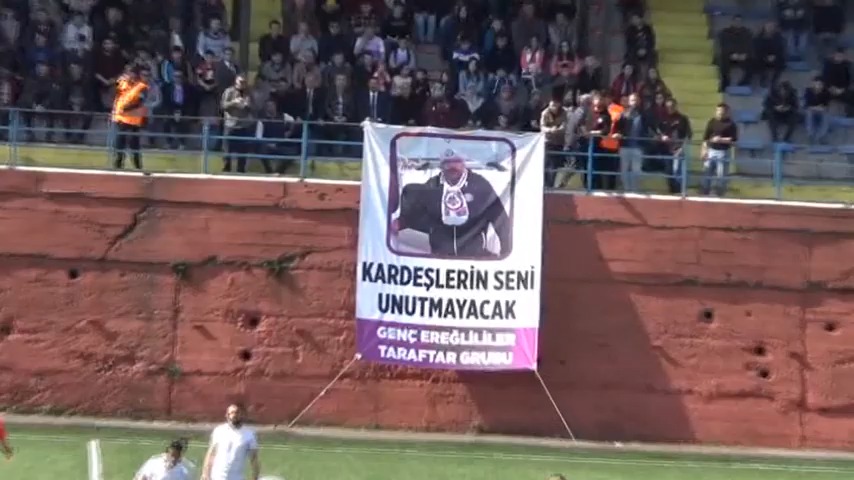 KARDEŞLERİN SENİ
UNUTMAYACAK
GENÇ EREĞLİLİLER
TARAFTAR GRUBU